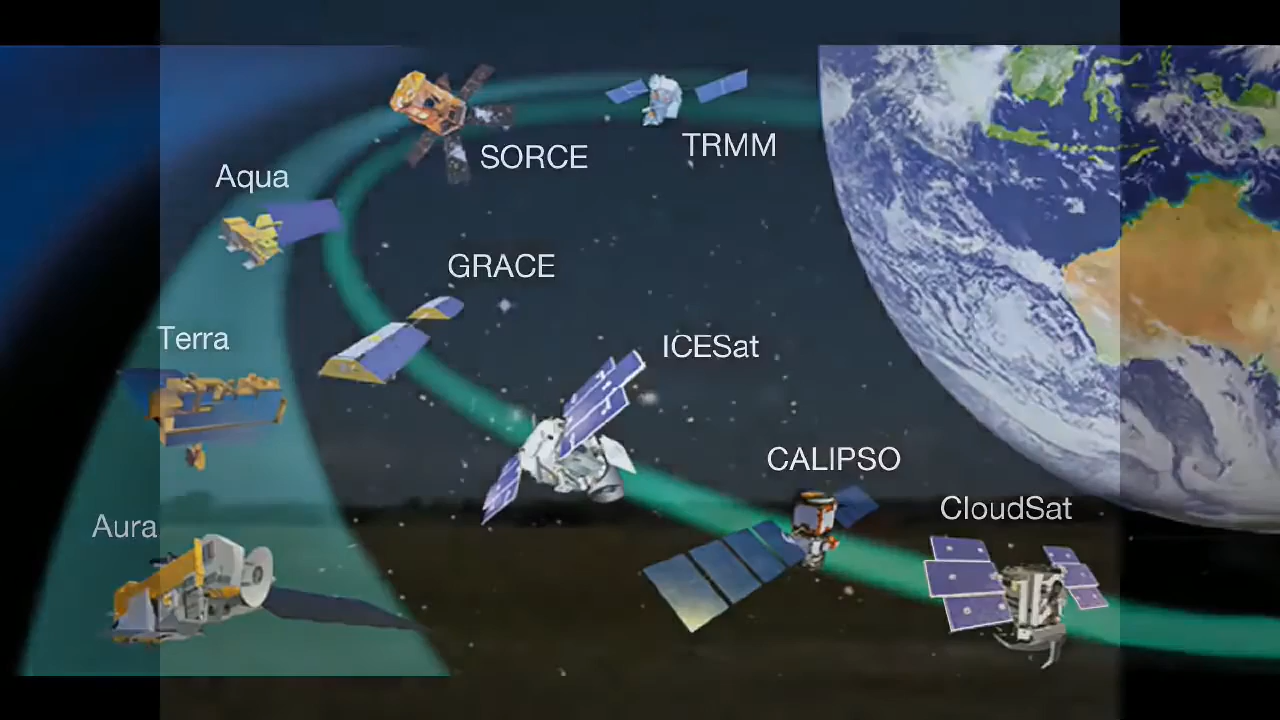 TRMM
SORCE
Aqua
GRACE
Terra
ICESat
CALIPSO
CloudSat
Aura